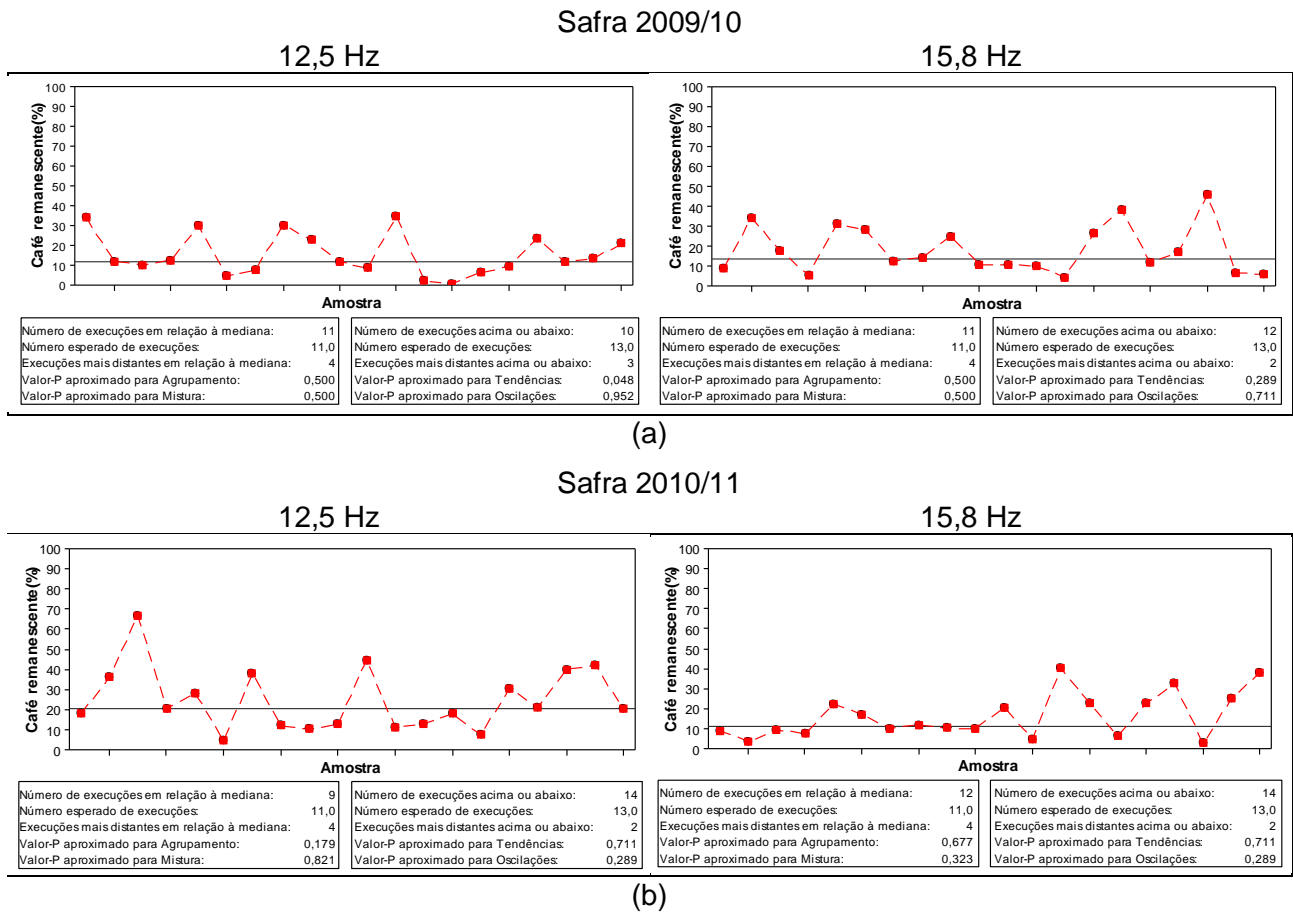 Safra 2009/10
12,5 Hz
15,8 Hz
Café remanescente(%)
100
90
80
70
60
50
40
30
20
10
0
Amostra
Número de execuções em relação à mediana: 11
Número esperado de execuções: 11,0
Execuções mais distantes em relação à mediana: 4
Valor-P aproximado para Agrupamento: 0,500
Valor-P aproximado para Mistura: 0,500
Número de execuções acima ou abaixo: 10
Número esperado de execuções: 13,0
Execuções mais distantes acima ou abaixo: 3
Valor-P aproximado para Tendências: 0,048
Valor-P aproximado para Oscilações: 0,952
Café remanescente(%)
100
90
80
70
60
50
40
30
20
10
0
Amostra
Número de execuções em relação à mediana: 11
Número esperado de execuções: 11,0
Execuções mais distantes em relação à mediana: 4
Valor-P aproximado para Agrupamento: 0,500
Valor-P aproximado para Mistura: 0,500
Número de execuções acima ou abaixo: 12
Número esperado de execuções: 13,0
Execuções mais distantes acima ou abaixo: 2
Valor-P aproximado para Tendências: 0,289
Valor-P aproximado para Oscilações: 0,711
(a)
Safra 2010/11
12,5 Hz
15,8 Hz
Café remanescente(%)
100
90
80
70
60
50
40
30
20
10
0
Amostra
Número de execuções em relação à mediana: 9
Número esperado de execuções: 11,0
Execuções mais distantes em relação à mediana: 4
Valor-P aproximado para Agrupamento: 0,179
Valor-P aproximado para Mistura: 0,821
Número de execuções acima ou abaixo: 14
Número esperado de execuções: 13,0
Execuções mais distantes acima ou abaixo: 2
Valor-P aproximado para Tendências: 0,711
Valor-P aproximado para Oscilações: 0,289
Café remanescente(%)
100
90
80
70
60
50
40
30
20
10
0
Amostra
Número de execuções em relação à mediana: 12
Número esperado de execuções: 11,0
Execuções mais distantes em relação à mediana: 4
Valor-P aproximado para Agrupamento: 0,677
Valor-P aproximado para Mistura: 0,323
Número de execuções acima ou abaixo: 14
Número esperado de execuções: 13,0
Execuções mais distantes acima ou abaixo: 2
Valor-P aproximado para Tendências: 0,711
Valor-P aproximado para Oscilações: 0,289
(b)